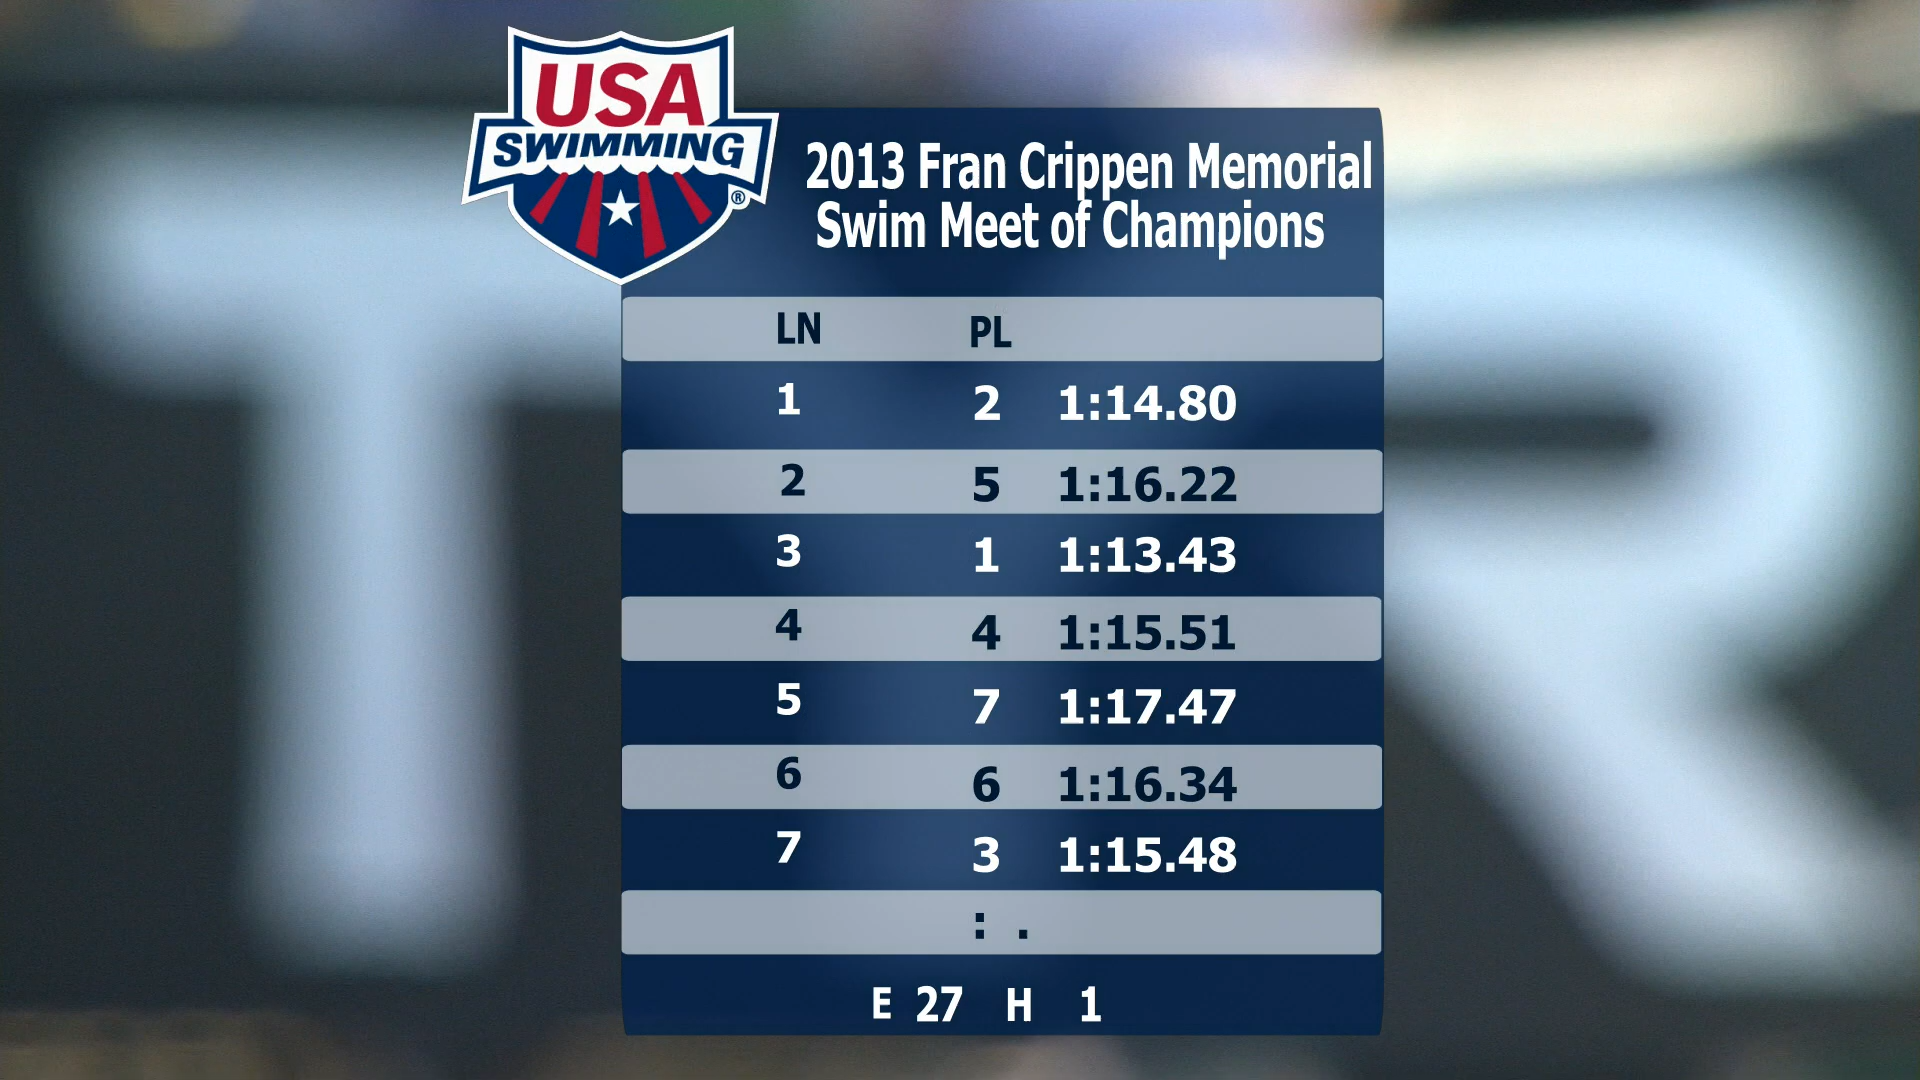 USA
SWIMMING
®
2013 Fran Crippen Memorial
Swim Meet of Champions
LN PL
1 2 1:14.80
2 5 1:16.22
3 1 1:13.43
4 4 1:15.51
5 7 1:17.47
6 6 1:16.34
7 3 1:15.48
: .
E 27 H 1
TR